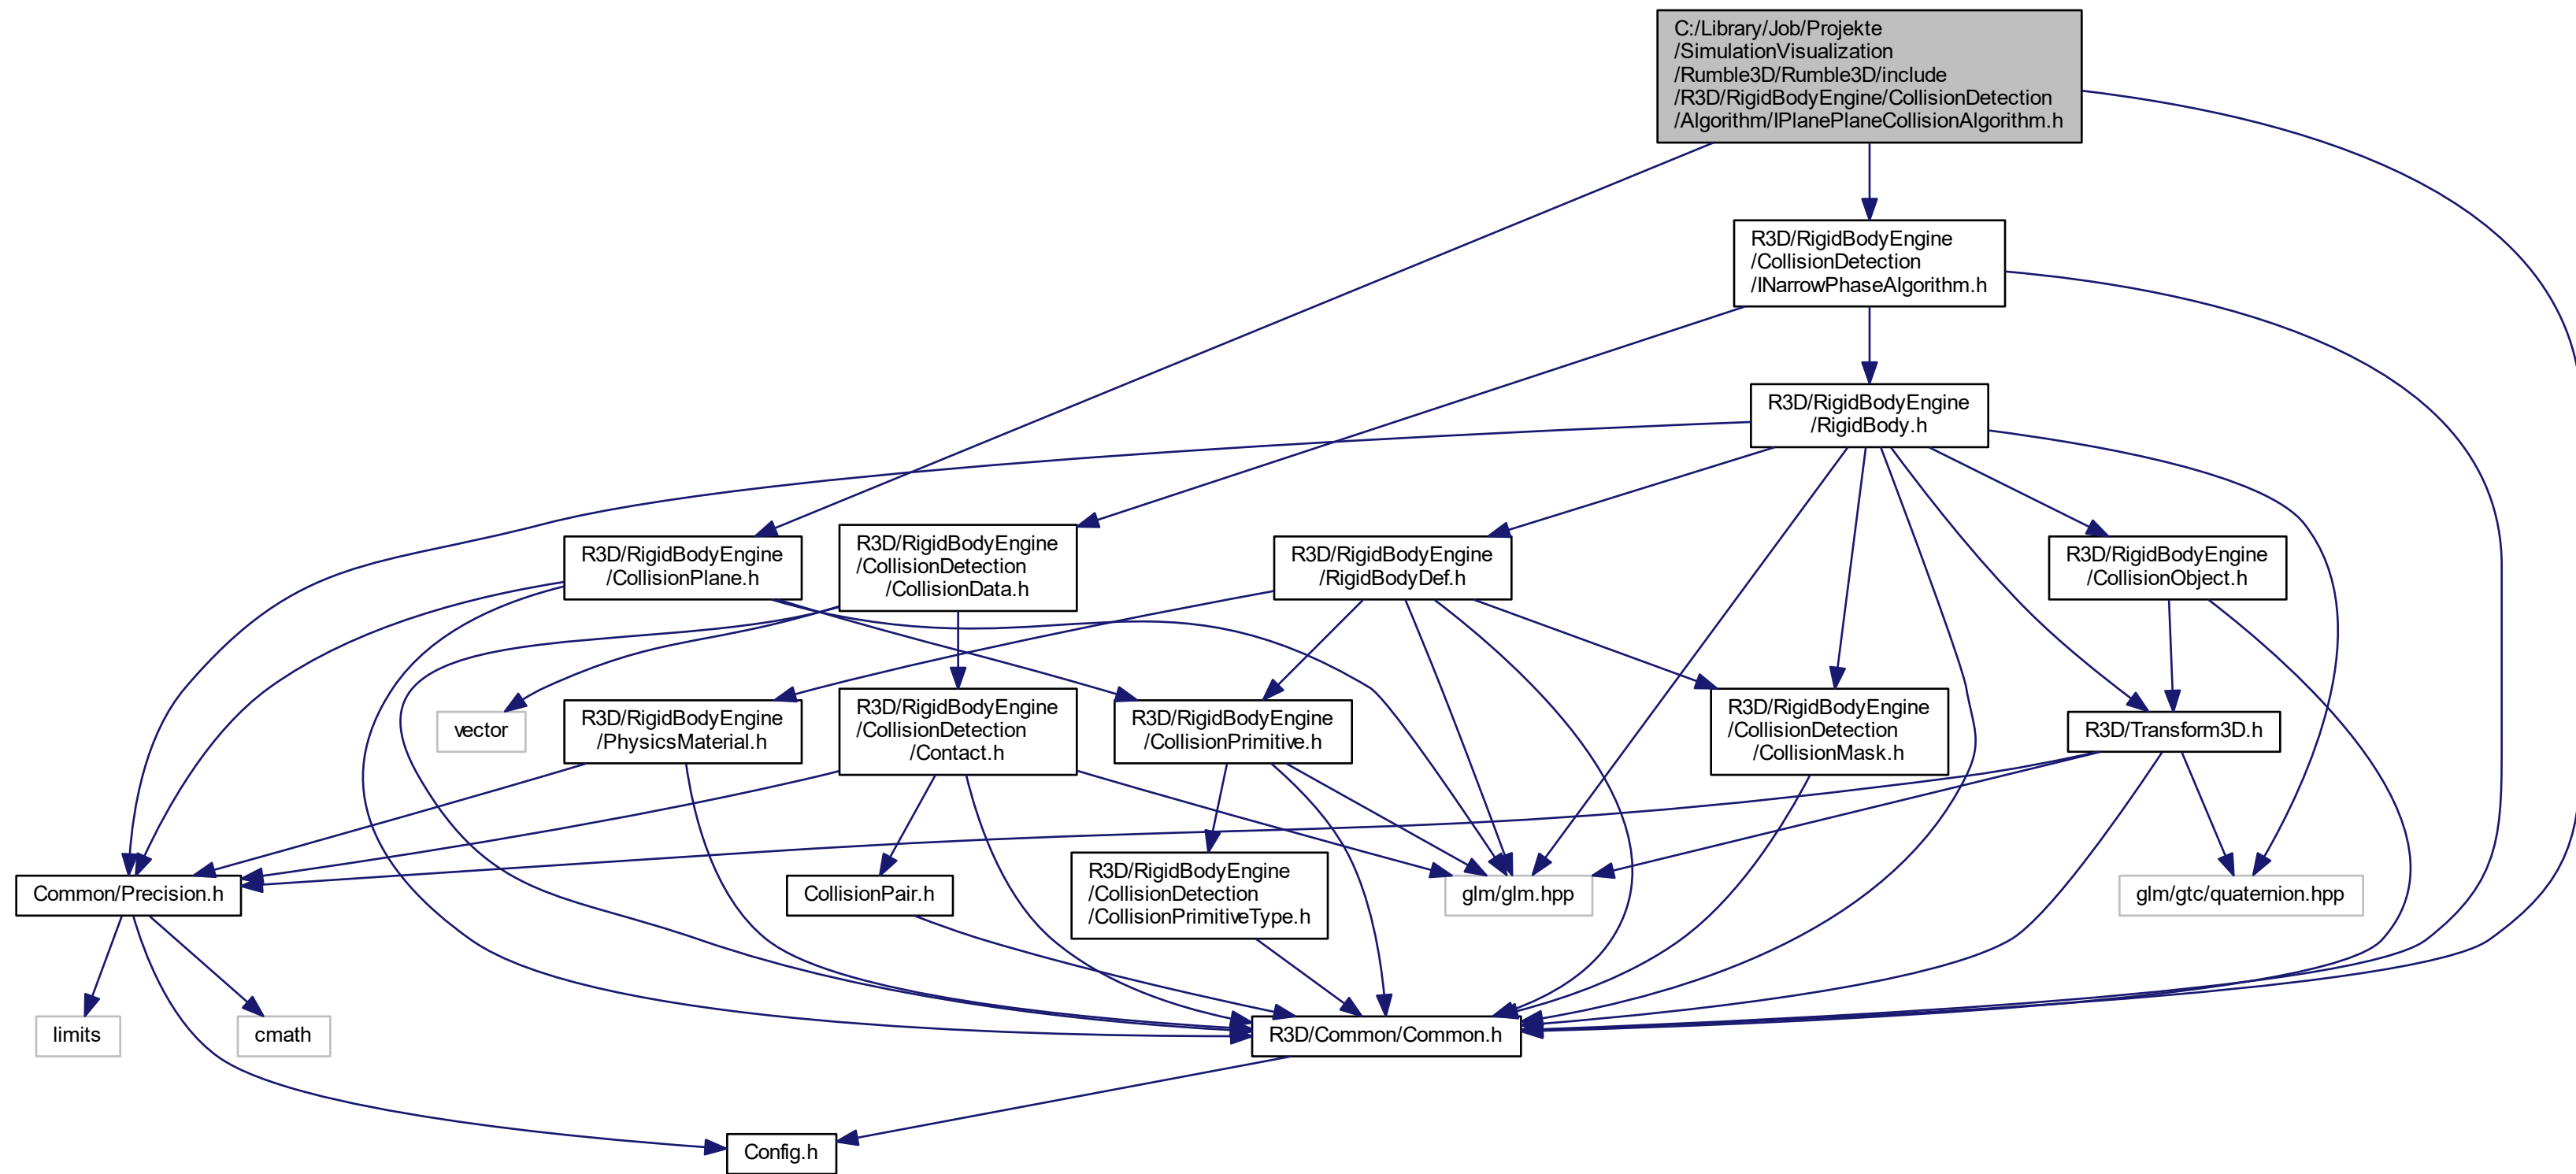 C:/Library/Job/Projekte
/SimulationVisualization
/Rumble3D/Rumble3D/include
/R3D/RigidBodyEngine/CollisionDetection
/Algorithm/IPlanePlaneCollisionAlgorithm.h
R3D/RigidBodyEngine
/CollisionDetection
/INarrowPhaseAlgorithm.h
R3D/RigidBodyEngine
/RigidBody.h
R3D/RigidBodyEngine
/CollisionPlane.h
R3D/RigidBodyEngine
/CollisionDetection
/CollisionData.h
R3D/RigidBodyEngine
/RigidBodyDef.h
R3D/RigidBodyEngine
/CollisionObject.h
vector
R3D/RigidBodyEngine
/PhysicsMaterial.h
R3D/RigidBodyEngine
/CollisionDetection
/Contact.h
R3D/RigidBodyEngine
/CollisionPrimitive.h
R3D/RigidBodyEngine
/CollisionDetection
/CollisionMask.h
R3D/Transform3D.h
Common/Precision.h
CollisionPair.h
R3D/RigidBodyEngine
/CollisionDetection
/CollisionPrimitiveType.h
glm/glm.hpp
glm/gtc/quaternion.hpp
limits
cmath
R3D/Common/Common.h
Config.h